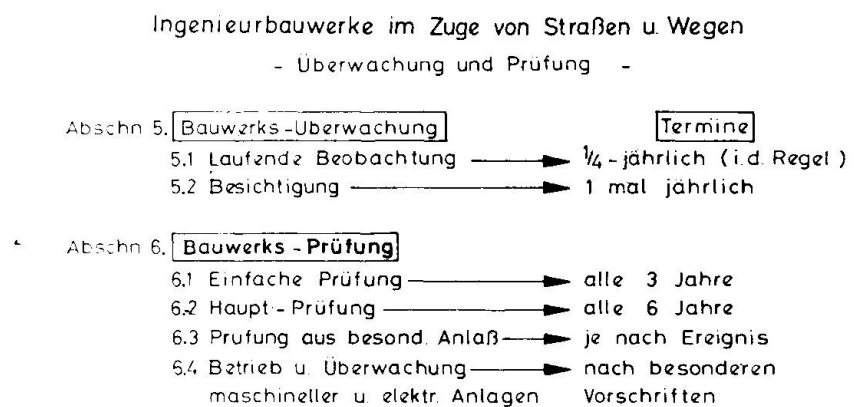 Ingenieurbauwerke im Zuge von Straßen u. Wegen
- Überwachung und Prüfung -
Abschn 5. Bauwerks-Uberwachung Termine
5.1 Laufende Beobachtung 1/4-jährlich (i.d. Regel)
5.2 Besichtigung 1 mal jährlich
Abschn 6. Bauwerks-Prüfung
6.1 Einfache Prüfung alle 3 Jahre
6.2 Haupt-Prüfung alle 6 Jahre
6.3 Prufung aus besond. Anlaß je nach Ereignis
6.4 Betrieb u. Überwachung nach besonderen
maschineller u. elektr. Anlagen Vorschriften